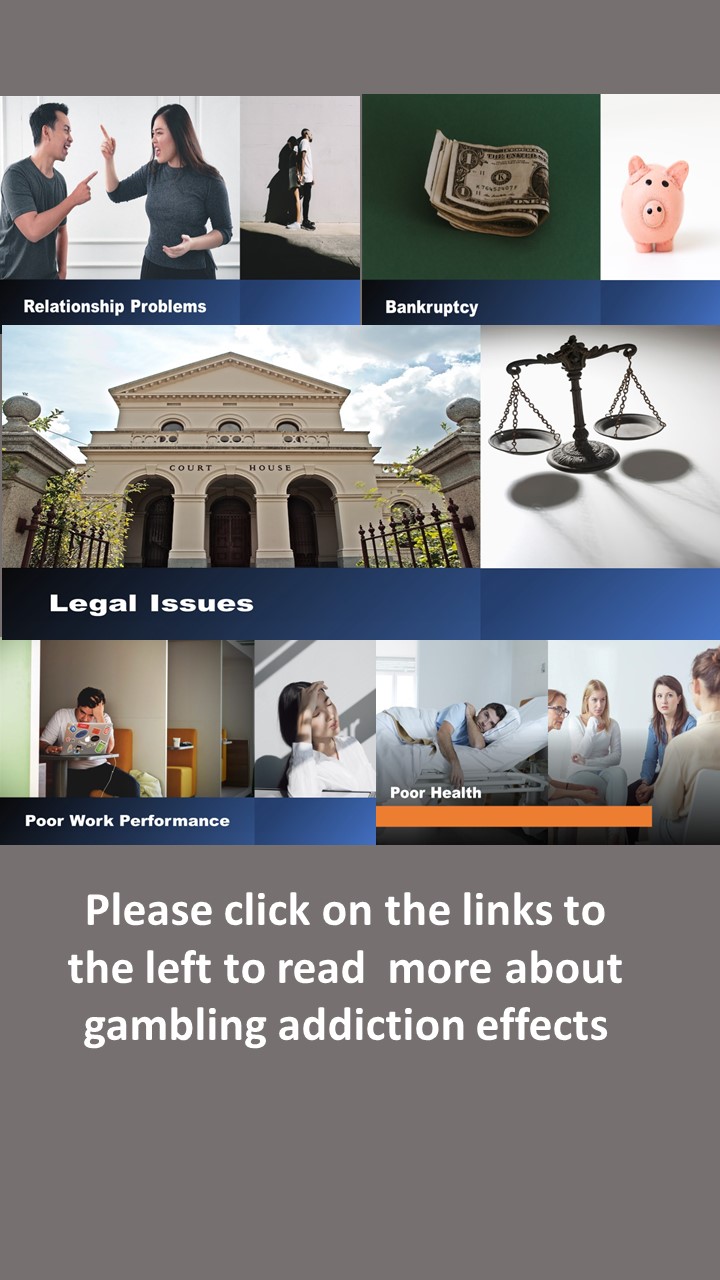 Relationship Problems
Bankruptcy
COURT HOUSE
Legal Issues
Poor Work Performance
Poor Health
Please click on the links to
the left to read  more about
gambling addiction effects